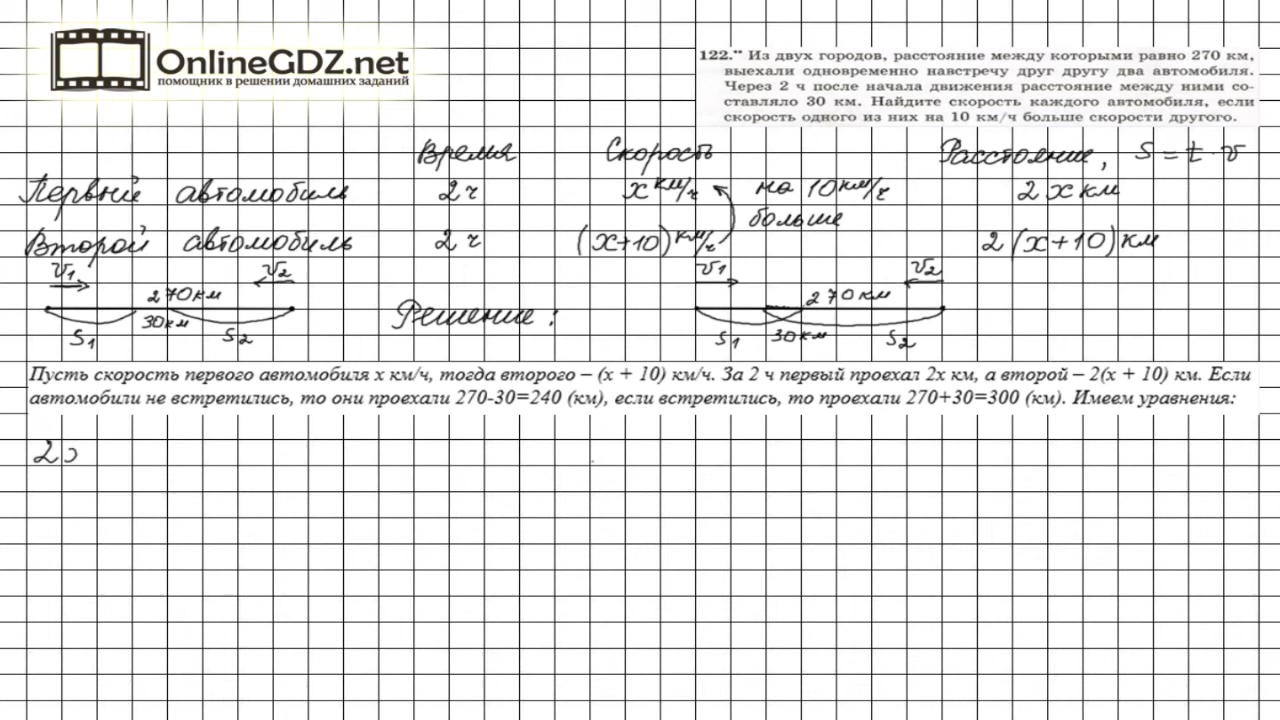 OnlineGDZ.net
помощник в решении домашних заданий
122.•• Из двух городов, расстояние между которыми равно 270 км,
выехали одновременно навстречу друг другу два автомобиля.
Через 2 ч после начала движения расстояние между ними со-
ставляло 30 км. Найдите скорость каждого автомобиля, если
скорость одного из них на 10 км/ч больше скорости другого.
Время Скорость Расстояние, S = t · v
Первый автомобиль 2 ч x км/ч на 10 км/ч 2x км
больше
Второй автомобиль 2 ч (x+10) км/ч 2(x+10) км
v₁ v₂ v₁ v₂
270 км 270 км
30 км Решение: 30 км
S₁ S₂ S₁ S₂
Пусть скорость первого автомобиля x км/ч, тогда второго – (x + 10) км/ч. За 2 ч первый проехал 2x км, а второй – 2(x + 10) км. Если
автомобили не встретились, то они проехали 270-30=240 (км), если встретились, то проехали 270+30=300 (км). Имеем уравнения:
2